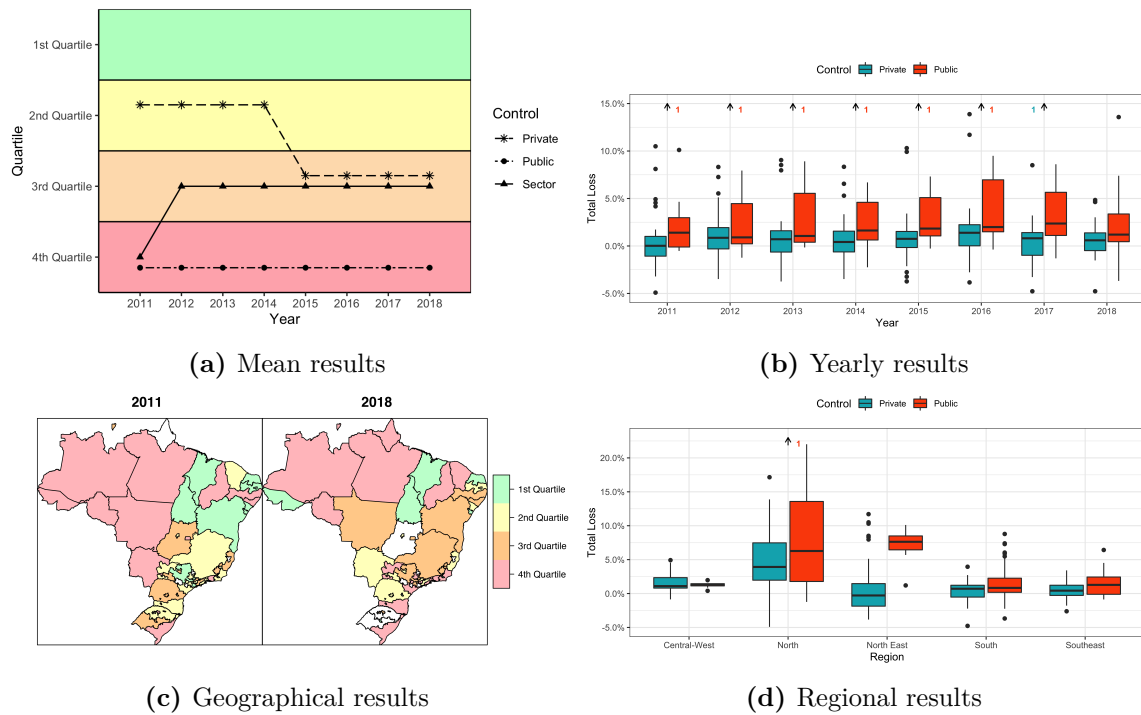 1st Quartile
2nd Quartile
3rd Quartile
4th Quartile
Quartile
2011 2012 2013 2014 2015 2016 2017 2018
Year
Control
Private
Public
Sector
(a) Mean results
Control Private Public
15.0%
10.0%
5.0%
0.0%
-5.0%
Total Loss
1 1 1 1 1 1 1
2011 2012 2013 2014 2015 2016 2017 2018
Year
(b) Yearly results
2011 2018
1st Quartile
2nd Quartile
3rd Quartile
4th Quartile
(c) Geographical results
Control Private Public
1
20.0%
15.0%
10.0%
5.0%
0.0%
-5.0%
Total Loss
Central-West North North East South Southeast
Region
(d) Regional results